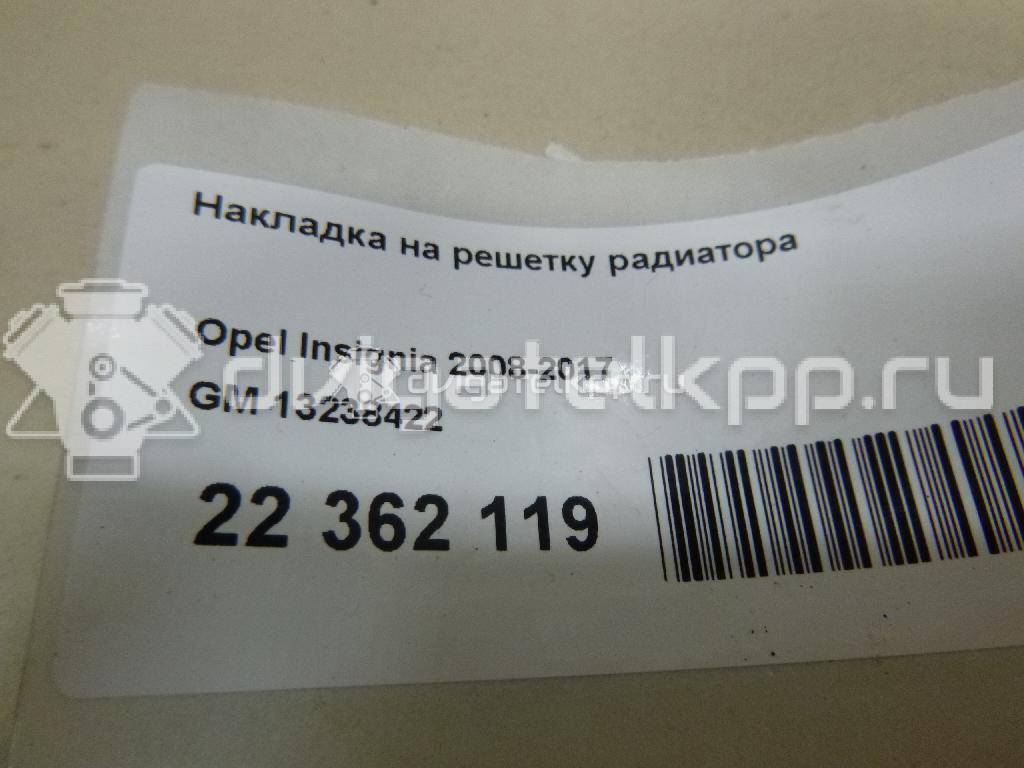 Накладка на решетку радиатора
Opel Insignia 2008-2017
GM 13238422
22 362 119
dvigatelkpp.ru